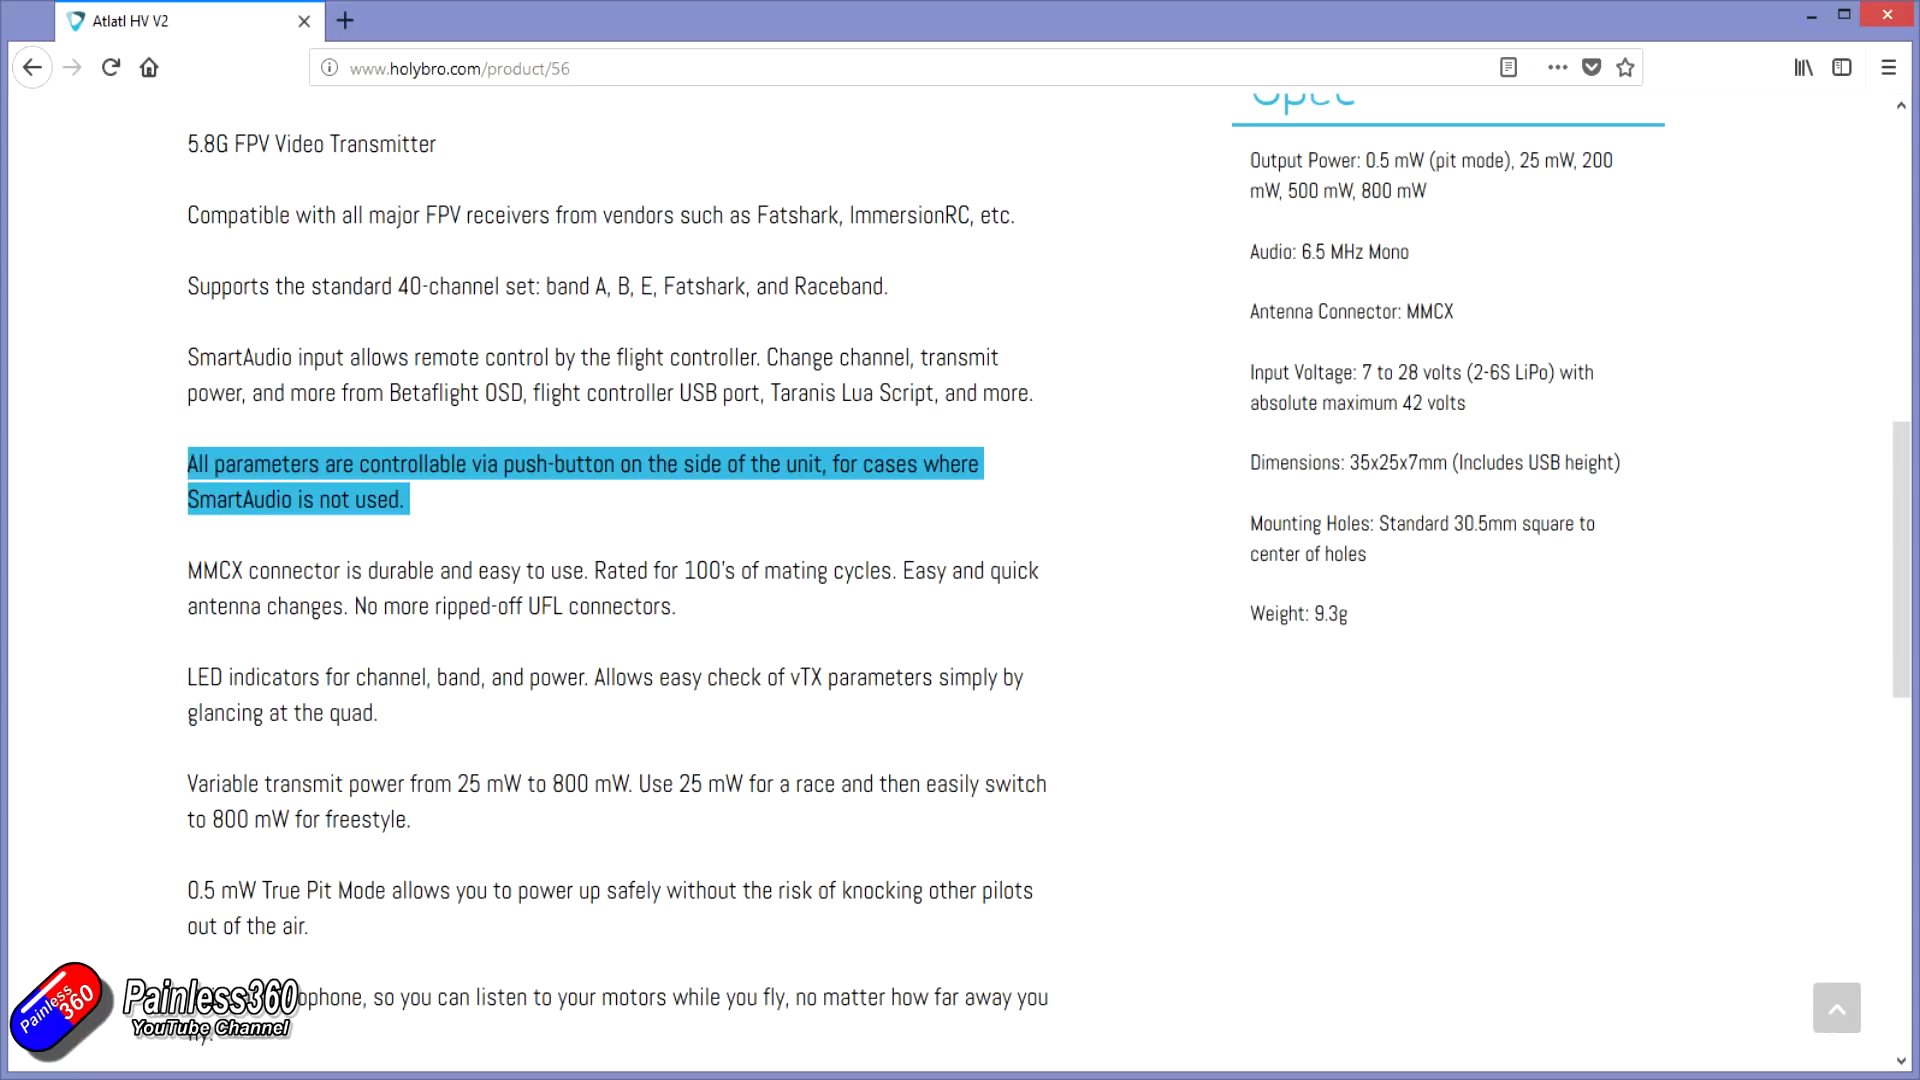 Atlatl HV V2
www.holybro.com/product/56
5.8G FPV Video Transmitter
Compatible with all major FPV receivers from vendors such as Fatshark, ImmersionRC, etc.
Supports the standard 40-channel set: band A, B, E, Fatshark, and Raceband.
SmartAudio input allows remote control by the flight controller. Change channel, transmit
power, and more from Betaflight OSD, flight controller USB port, Taranis Lua Script, and more.
All parameters are controllable via push-button on the side of the unit, for cases where
SmartAudio is not used.
MMCX connector is durable and easy to use. Rated for 100's of mating cycles. Easy and quick
antenna changes. No more ripped-off UFL connectors.
LED indicators for channel, band, and power. Allows easy check of vTX parameters simply by
glancing at the quad.
Variable transmit power from 25 mW to 800 mW. Use 25 mW for a race and then easily switch
to 800 mW for freestyle.
0.5 mW True Pit Mode allows you to power up safely without the risk of knocking other pilots
out of the air.
ophone, so you can listen to your motors while you fly, no matter how far away you
fly.
Spec
Output Power: 0.5 mW (pit mode), 25 mW, 200
mW, 500 mW, 800 mW
Audio: 6.5 MHz Mono
Antenna Connector: MMCX
Input Voltage: 7 to 28 volts (2-6S LiPo) with
absolute maximum 42 volts
Dimensions: 35x25x7mm (Includes USB height)
Mounting Holes: Standard 30.5mm square to
center of holes
Weight: 9.3g
Painless
360
Painless360
YouTube Channel